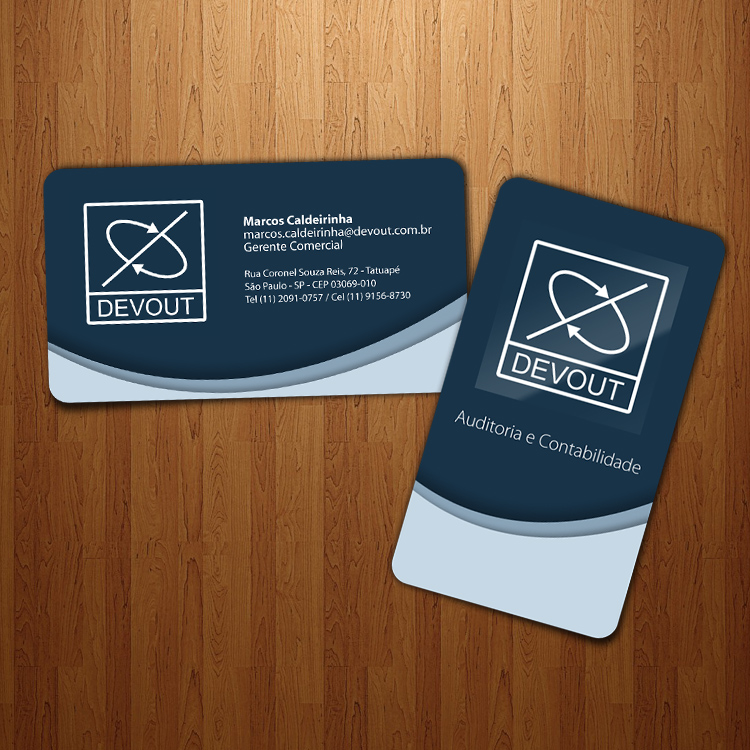 DEVOUT
Marcos Caldeirinha
marcos.caldeirinha@devout.com.br
Gerente Comercial
Rua Coronel Souza Reis, 72 - Tatuapé
São Paulo - SP - CEP 03069-010
Tel (11) 2091-0757 / Cel (11) 9156-8730
DEVOUT
Auditoria e Contabilidade